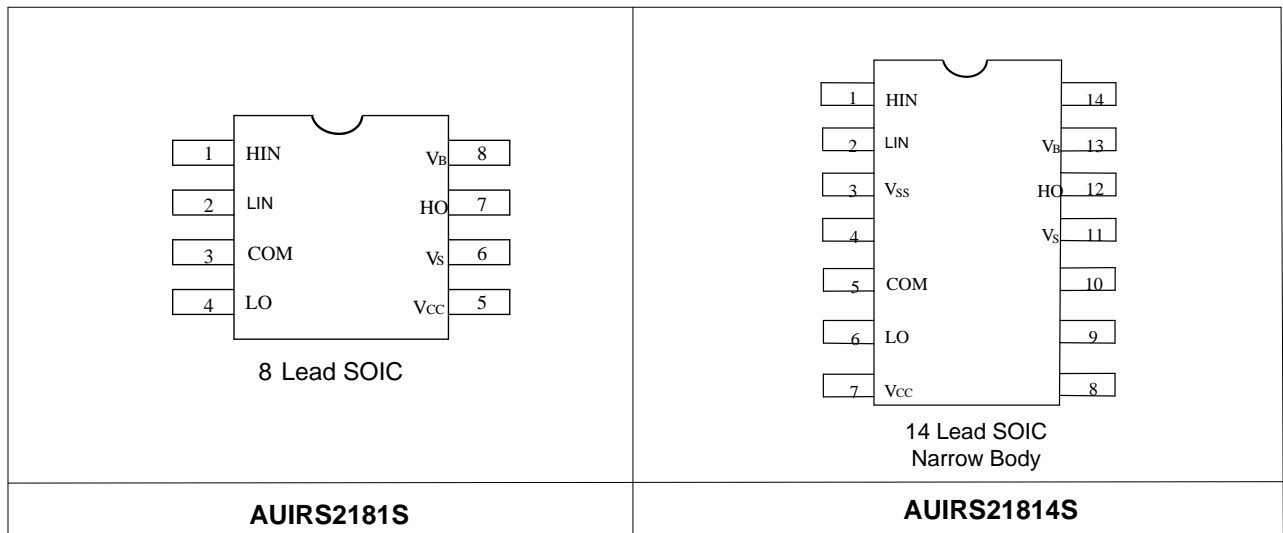 1 HIN VB 8
2 LIN HO 7
3 COM VS 6
4 LO VCC 5
8 Lead SOIC
AUIRS2181S
1 HIN 14
2 LIN VB 13
3 VSS HO 12
4 VS 11
5 COM 10
6 LO 9
7 VCC 8
14 Lead SOIC
Narrow Body
AUIRS21814S